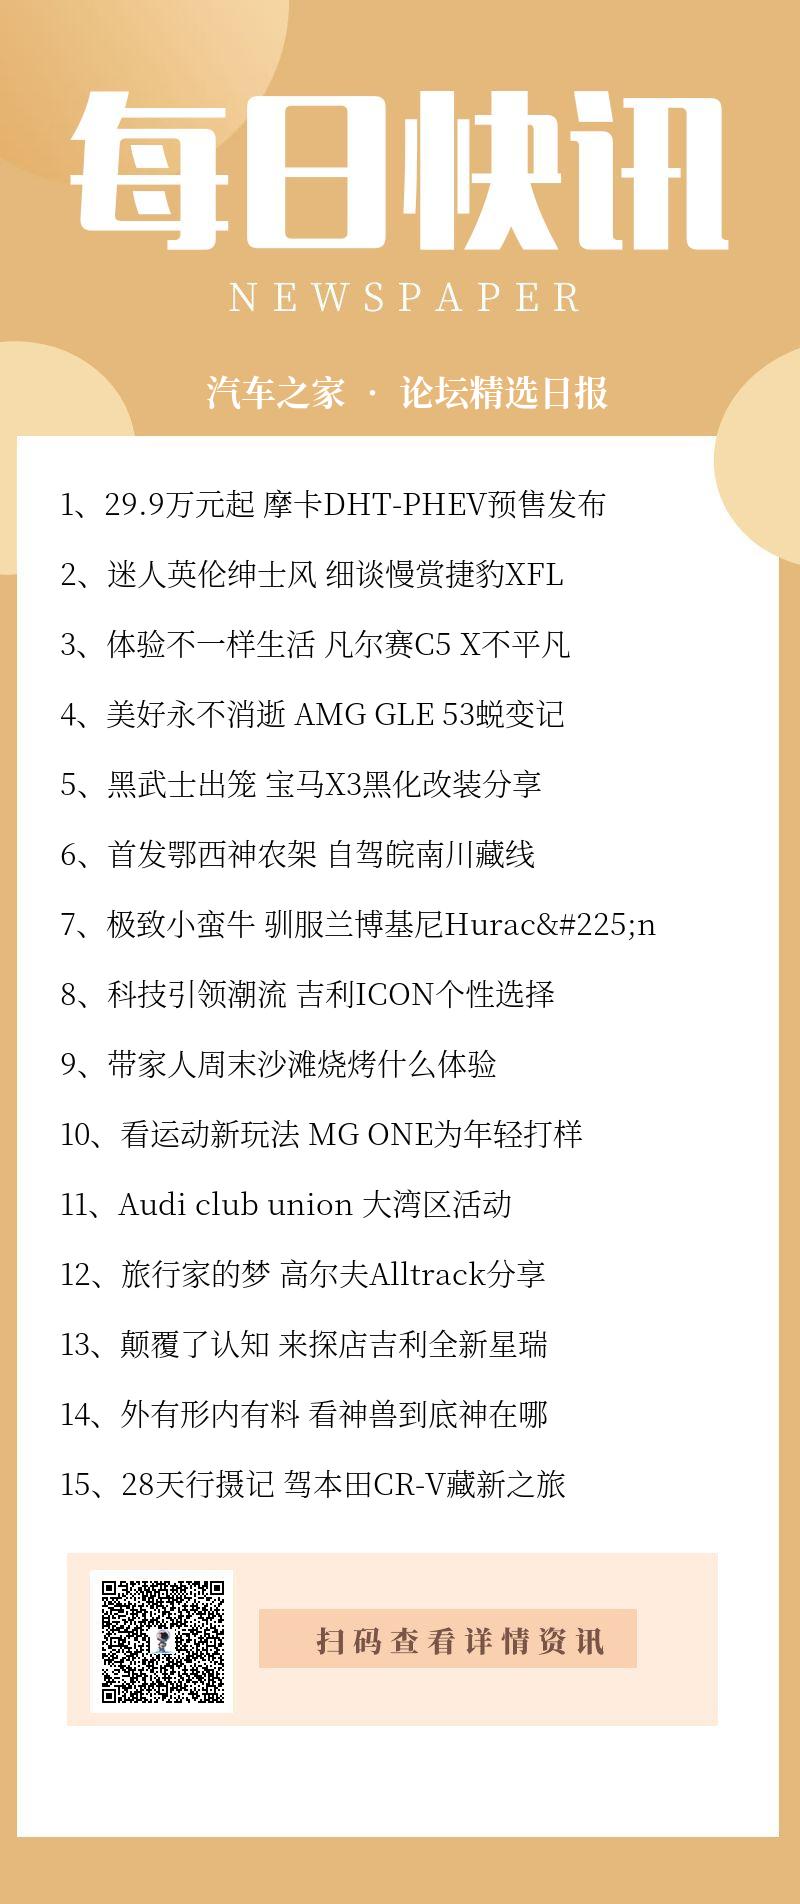 每日快讯
NEWSPAPER
汽车之家 · 论坛精选日报
1、29.9万元起 摩卡DHT-PHEV预售发布
2、迷人英伦绅士风 细谈慢赏捷豹XFL
3、体验不一样生活 凡尔赛C5 X不平凡
4、美好永不消逝 AMG GLE 53蜕变记
5、黑武士出笼 宝马X3黑化改装分享
6、首发鄂西神农架 自驾皖南川藏线
7、极致小蛮牛 驯服兰博基尼Hurac&#225;n
8、科技引领潮流 吉利ICON个性选择
9、带家人周末沙滩烧烤什么体验
10、看运动新玩法 MG ONE为年轻打样
11、Audi club union 大湾区活动
12、旅行家的梦 高尔夫Alltrack分享
13、颠覆了认知 来探店吉利全新星瑞
14、外有形内有料 看神兽到底神在哪
15、28天行摄记 驾本田CR-V藏新之旅
扫码查看详情资讯